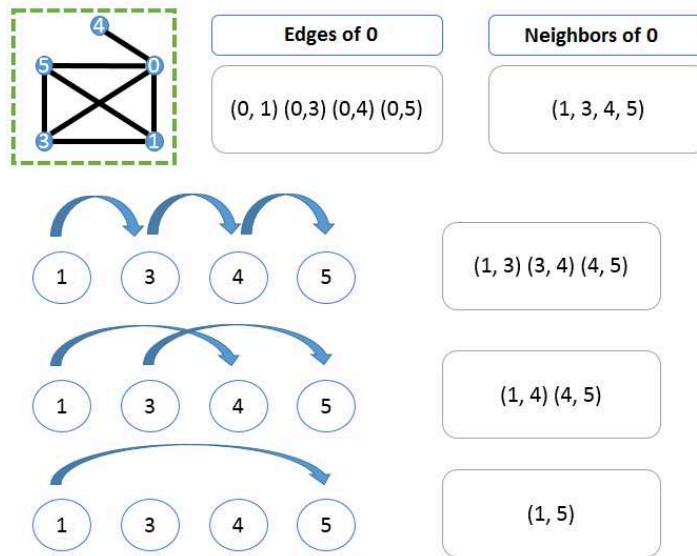 4
Edges of 0
Neighbors of 0
5 0
(0, 1) (0,3) (0,4) (0,5)
(1, 3, 4, 5)
3 1
1 3 4 5
(1, 3) (3, 4) (4, 5)
1 3 4 5
(1, 4) (4, 5)
1 3 4 5
(1, 5)